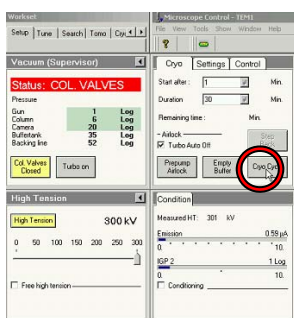 Workset
Setup Tune Search Tomo Cry
Vacuum (Supervisor)
Status: COL. VALVES
Pressure
Gun 1 Log
Column 6 Log
Camera 20 Log
Buffertank 35 Log
Backing line 52 Log
Col. Valves
Closed
Turbo on
High Tension
High Tension 300 kV
0 50 100 150 200 250 300
Free high tension
Microscope Control - TEM1
File View Tools Show Window Help
Cryo Settings Control
Start after: 1 Min.
Duration 30 Min.
Remaining time: Min.
Airlock
Turbo Auto Off
Prepump
Airlock
Empty
Buffer
Cryo Cycle
Condition
Measured HT: 301 kV
Emission 0.59 µA
0. 10.
IGP 2 1 Log
0. 10.
Conditioning